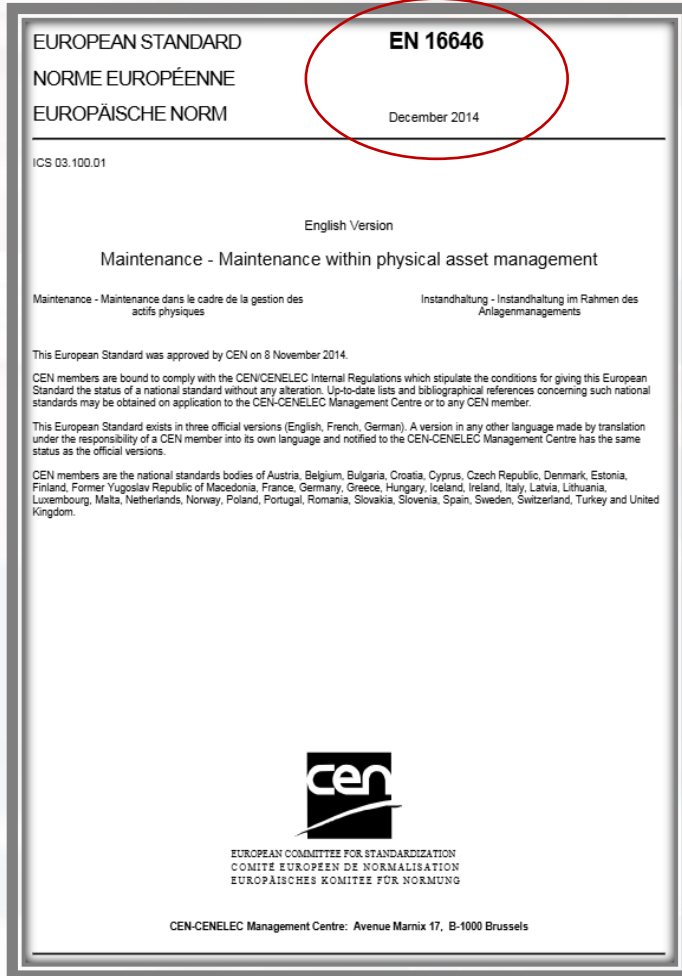 EUROPEAN STANDARD
NORME EUROPÉENNE
EUROPÄISCHE NORM
EN 16646
December 2014
ICS 03.100.01
English Version
Maintenance - Maintenance within physical asset management
Maintenance - Maintenance dans le cadre de la gestion des
actifs physiques
Instandhaltung - Instandhaltung im Rahmen des
Anlagenmanagements
This European Standard was approved by CEN on 8 November 2014.
CEN members are bound to comply with the CEN/CENELEC Internal Regulations which stipulate the conditions for giving this European
Standard the status of a national standard without any alteration. Up-to-date lists and bibliographical references concerning such national
standards may be obtained on application to the CEN-CENELEC Management Centre or to any CEN member.
This European Standard exists in three official versions (English, French, German). A version in any other language made by translation
under the responsibility of a CEN member into its own language and notified to the CEN-CENELEC Management Centre has the same
status as the official versions.
CEN members are the national standards bodies of Austria, Belgium, Bulgaria, Croatia, Cyprus, Czech Republic, Denmark, Estonia,
Finland, Former Yugoslav Republic of Macedonia, France, Germany, Greece, Hungary, Iceland, Ireland, Italy, Latvia, Lithuania,
Luxembourg, Malta, Netherlands, Norway, Poland, Portugal, Romania, Slovakia, Slovenia, Spain, Sweden, Switzerland, Turkey and United
Kingdom.
cen
EUROPEAN COMMITTEE FOR STANDARDIZATION
COMITÉ EUROPÉEN DE NORMALISATION
EUROPÄISCHES KOMITEE FÜR NORMUNG
CEN-CENELEC Management Centre: Avenue Marnix 17, B-1000 Brussels